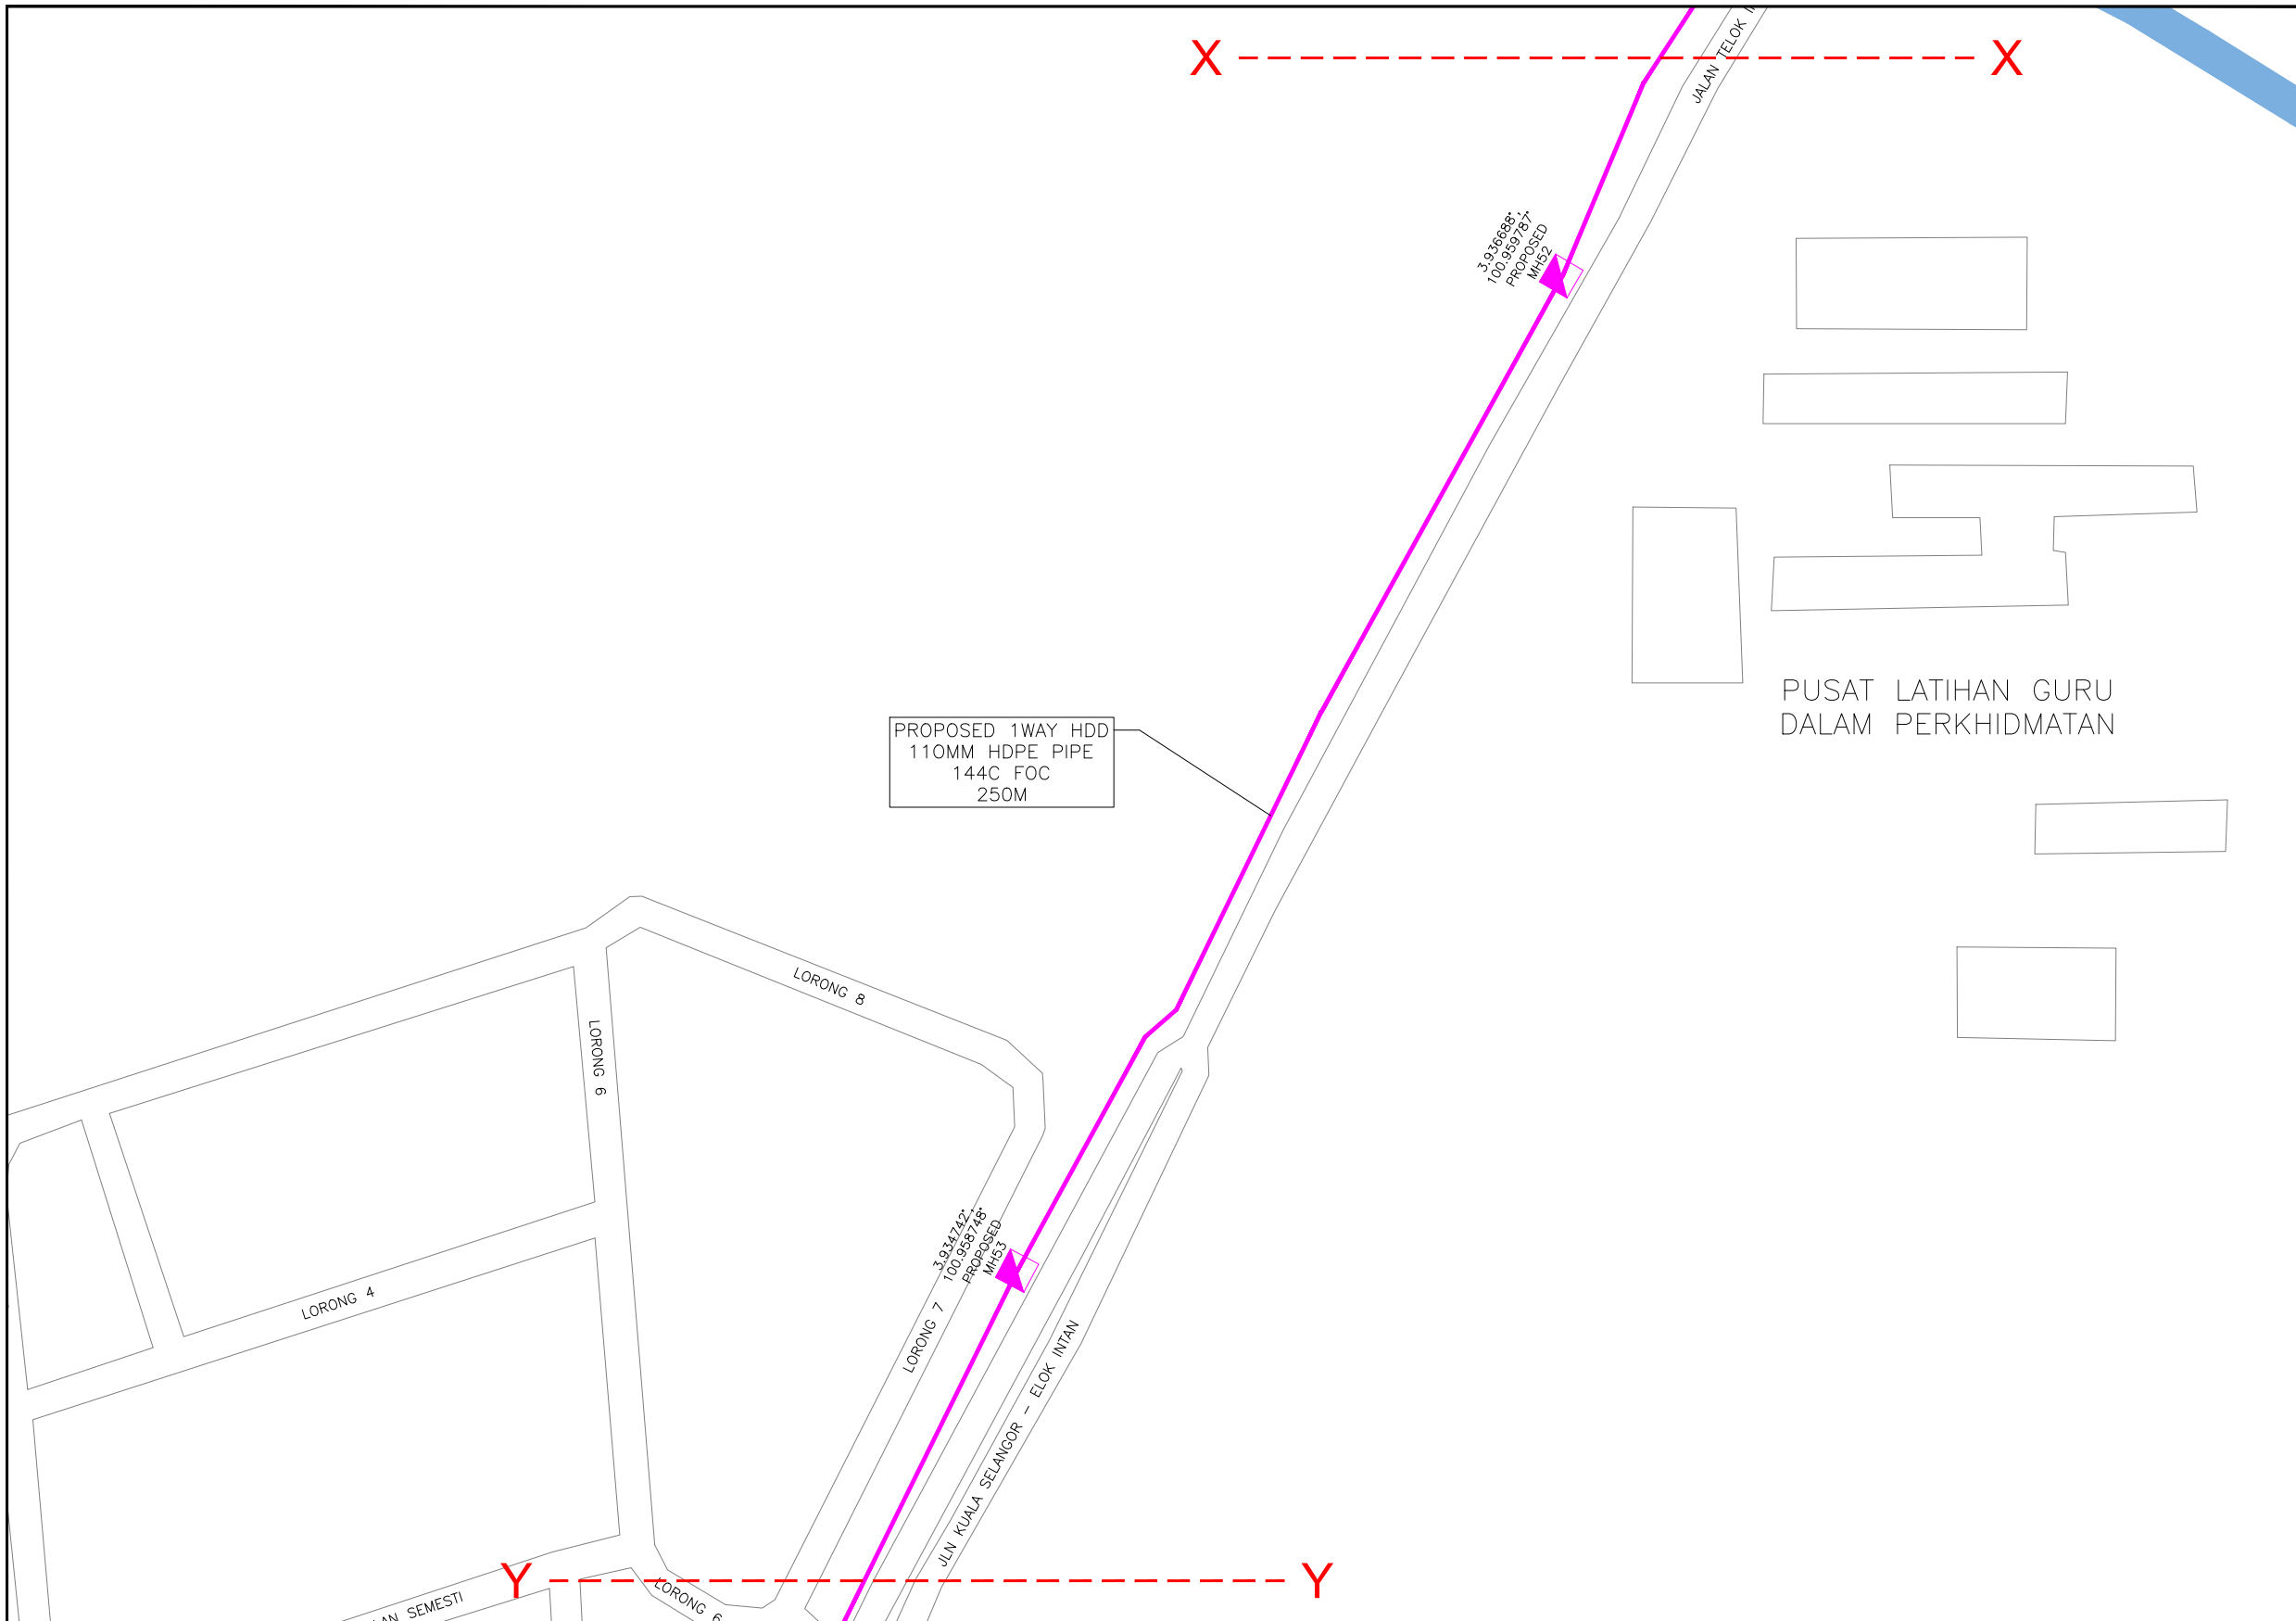 X
X
JALAN TELOK
3.936688°,
100.959787°
PROPOSED
MH52
PROPOSED 1WAY HDD
110MM HDPE PIPE
144C FOC
250M
PUSAT LATIHAN GURU
DALAM PERKHIDMATAN
LORONG 8
LORONG 6
3.934742°,
100.958748°
PROPOSED
MH53
LORONG 4
LORONG 7
JLN KUALA SELANGOR - ELOK INTAN
Y
Y
LORONG 6
SEMESTI